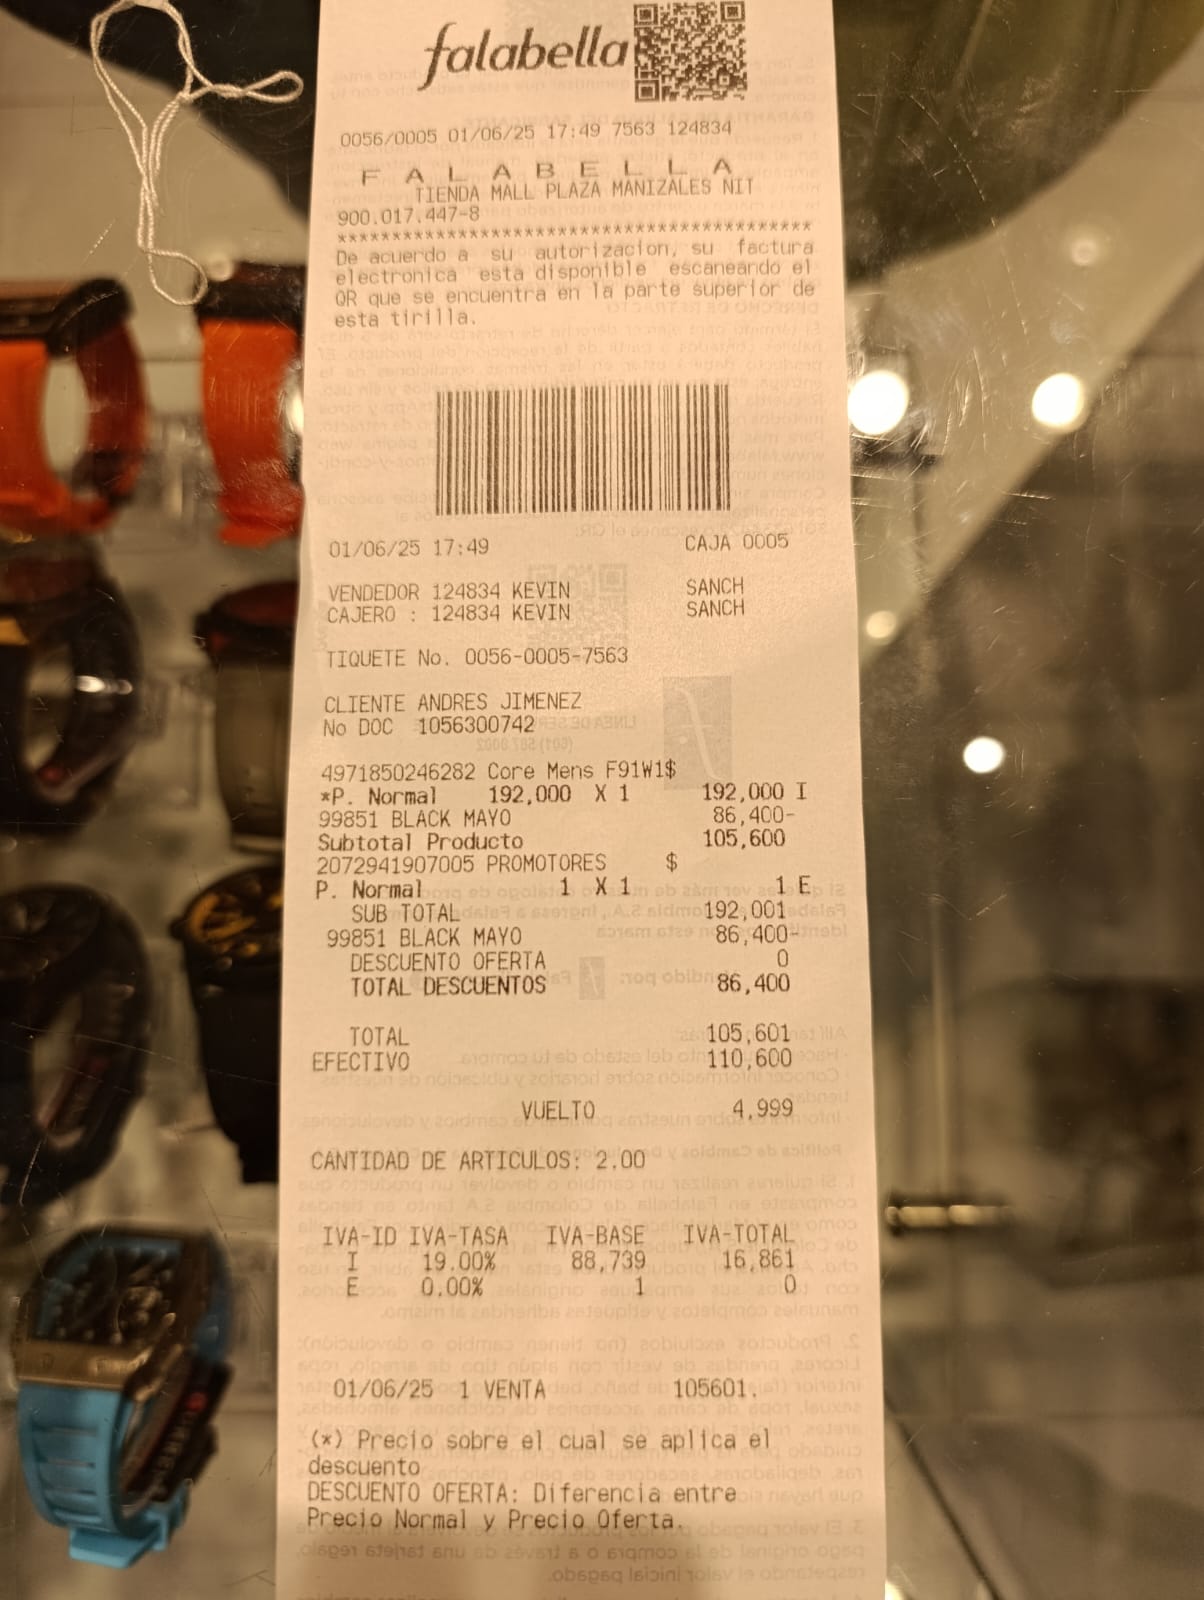 falabella
0056/0005 01/06/25 17:49 7563 124834
F A L A B E L L A
TIENDA MALL PLAZA MANIZALES NIT
900.017.447-8
******************************************
De acuerdo a su autorizacion, su factura
electronica esta disponible escaneando el
QR que se encuentra en la parte superior de
esta tirilla.
01/06/25 17:49 CAJA 0005
VENDEDOR 124834 KEVIN SANCH
CAJERO : 124834 KEVIN SANCH
TIQUETE No. 0056-0005-7563
CLIENTE ANDRES JIMENEZ
No DOC 1056300742
4971850246282 Core Mens F91W1$
*P. Normal 192,000 X 1 192,000 I
99851 BLACK MAYO 86,400-
Subtotal Producto 105,600
2072941907005 PROMOTORES $
P. Normal 1 X 1 1 E
SUB TOTAL 192,001
99851 BLACK MAYO 86,400-
DESCUENTO OFERTA 0
TOTAL DESCUENTOS 86,400
TOTAL 105,601
EFECTIVO 110,600
VUELTO 4,999
CANTIDAD DE ARTICULOS: 2.00
IVA-ID IVA-TASA IVA-BASE IVA-TOTAL
I 19.00% 88,739 16,861
E 0.00% 1 0
01/06/25 1 VENTA 105601.
(*) Precio sobre el cual se aplica el
descuento
DESCUENTO OFERTA: Diferencia entre
Precio Normal y Precio Oferta.